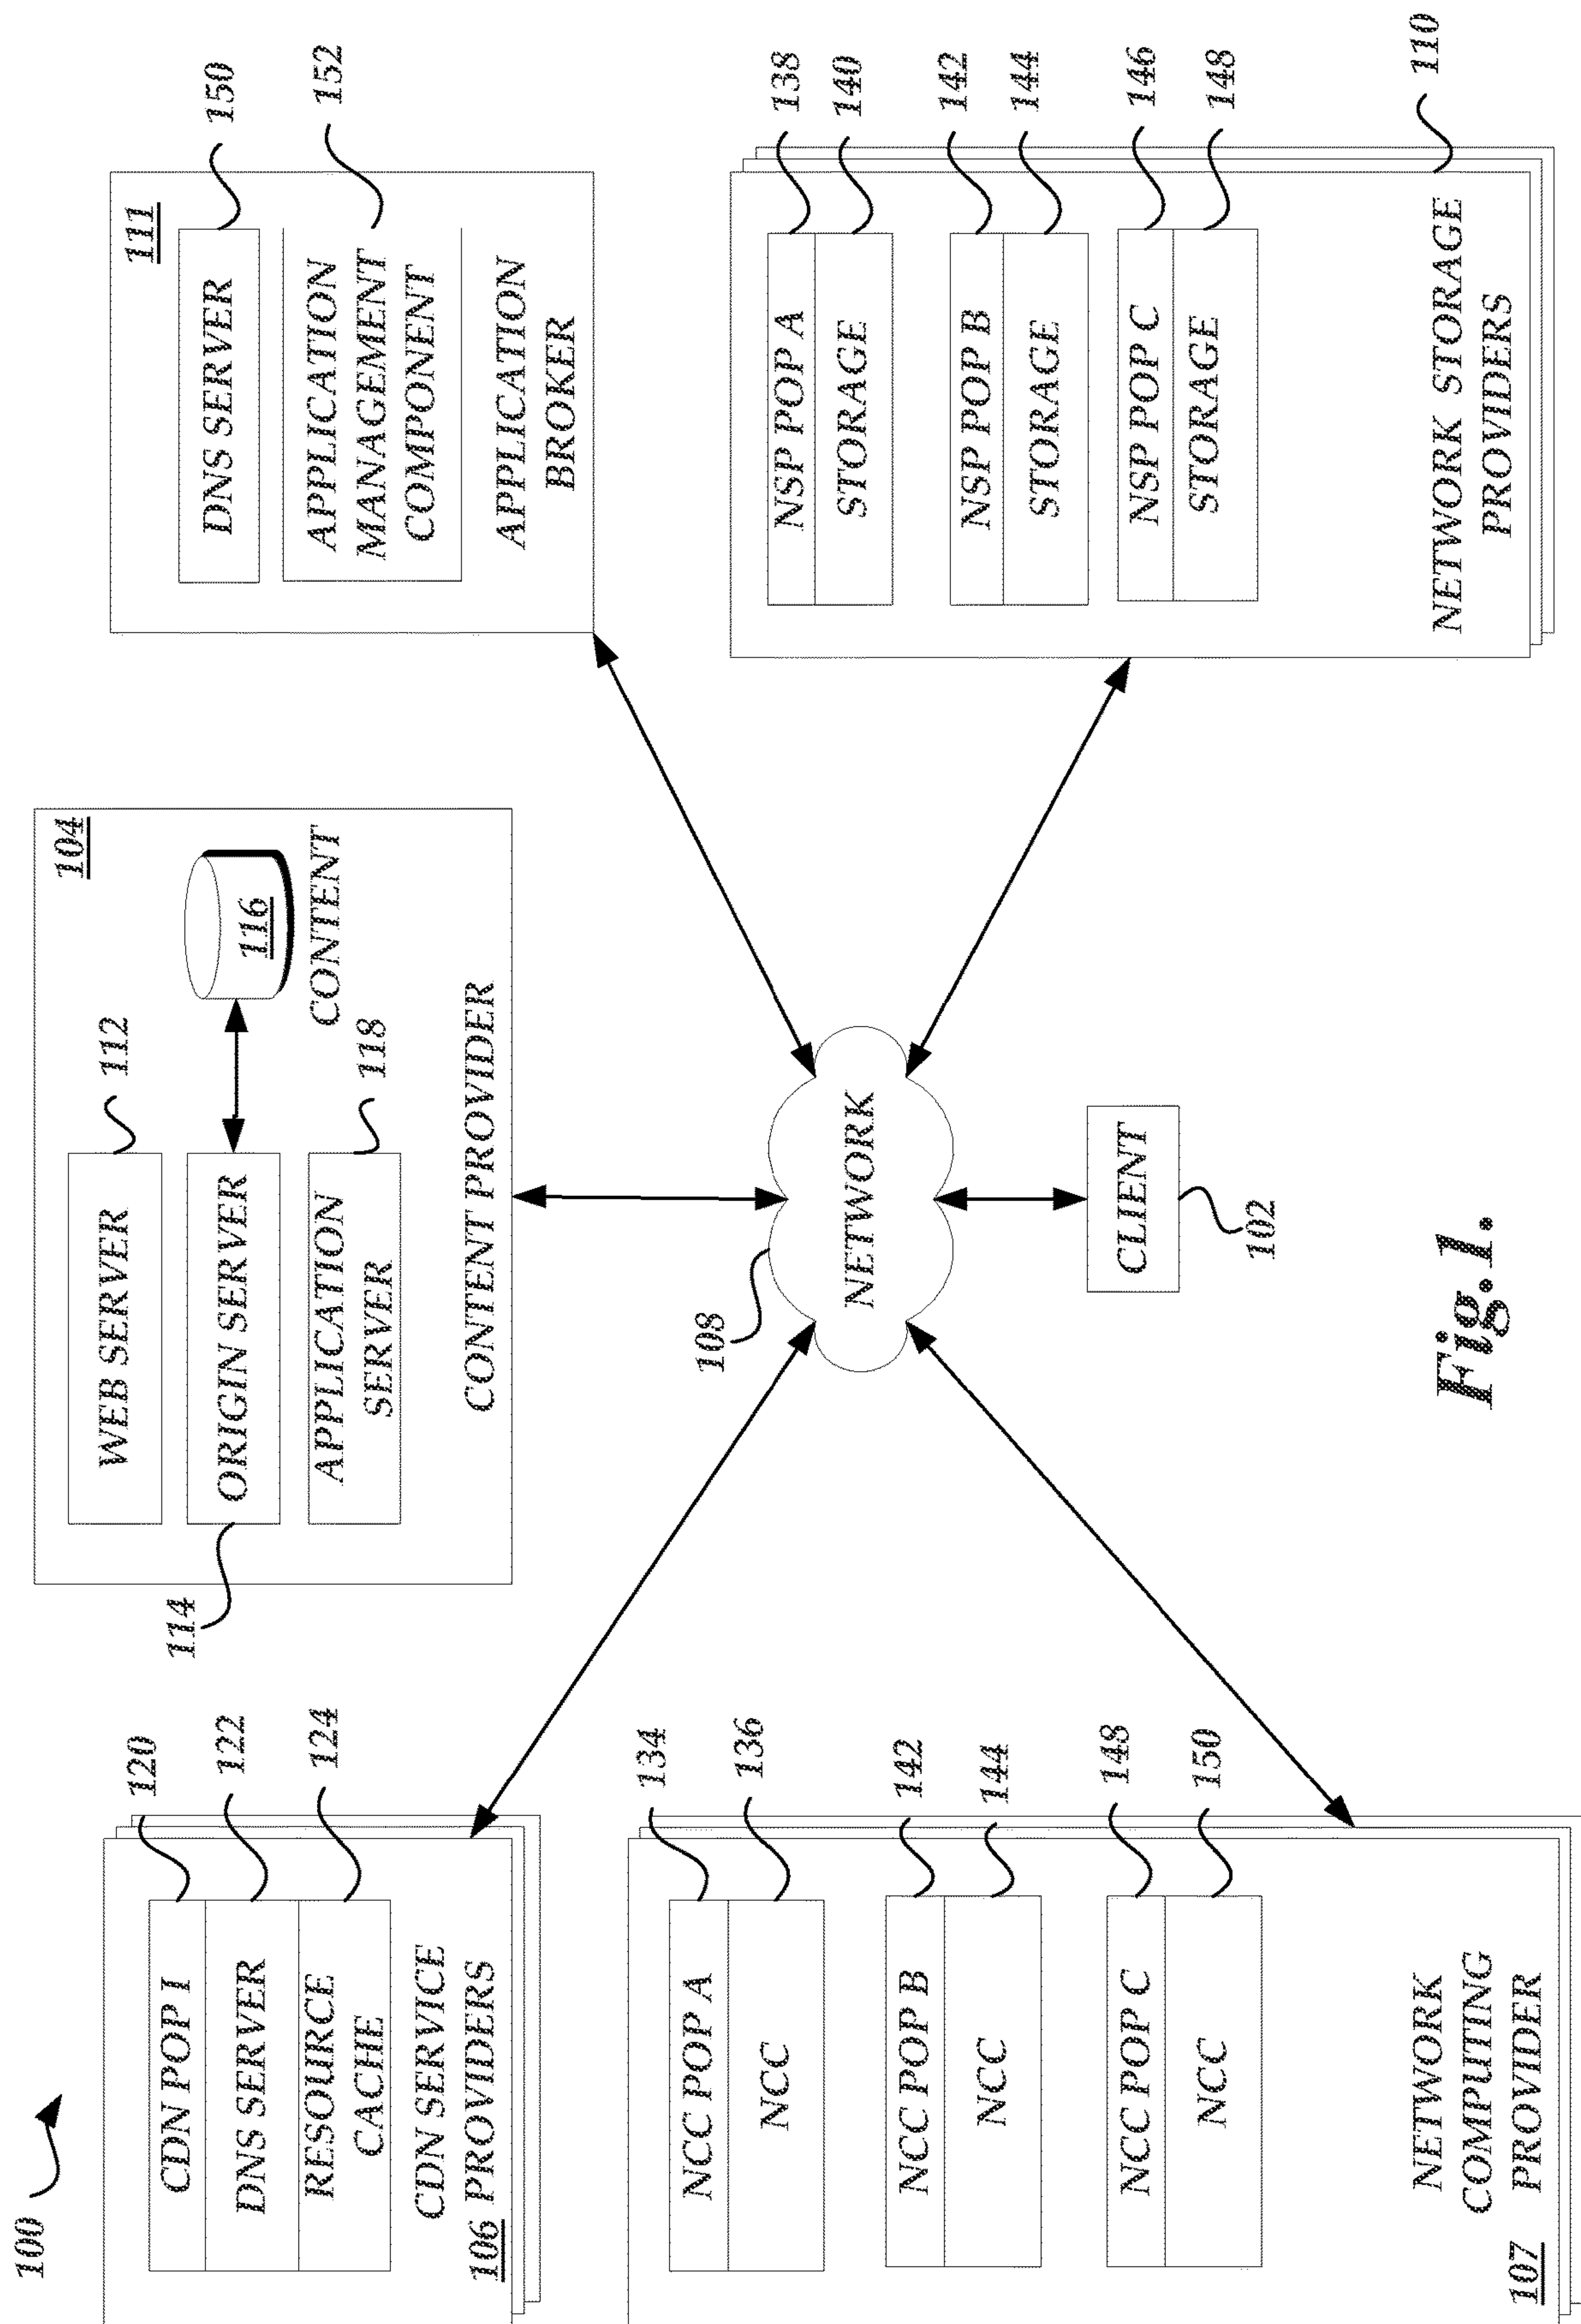 100
120
CDN POP 1
122
DNS SERVER
124
RESOURCE
CACHE
CDN SERVICE
106 PROVIDERS
104
112
WEB SERVER
114
ORIGIN SERVER
116
CONTENT
118
APPLICATION
SERVER
CONTENT PROVIDER
111
150
DNS SERVER
152
APPLICATION
MANAGEMENT
COMPONENT
APPLICATION
BROKER
108
NETWORK
134
NCC POP A
136
NCC
142
NCC POP B
144
NCC
148
NCC POP C
150
NCC
NETWORK
COMPUTING
PROVIDER
107
CLIENT
102
138
NSP POP A
140
STORAGE
142
NSP POP B
144
STORAGE
146
NSP POP C
148
STORAGE
NETWORK STORAGE
PROVIDERS
110
Fig.1.